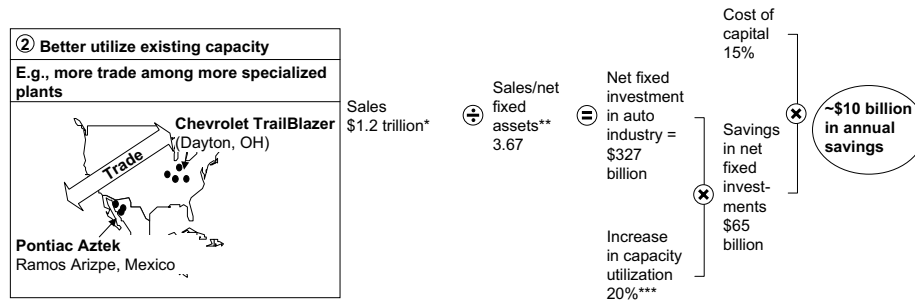 ② Better utilize existing capacity
E.g., more trade among more specialized
plants
Chevrolet TrailBlazer
(Dayton, OH)
Trade
Pontiac Aztek
Ramos Arizpe, Mexico
Sales
$1.2 trillion*
÷
Sales/net
fixed
assets**
3.67
=
Net fixed
investment
in auto
industry =
$327
billion
×
Increase
in capacity
utilization
20%***
Cost of
capital
15%
×
Savings
in net
fixed
invest-
ments
$65
billion
~$10 billion
in annual
savings